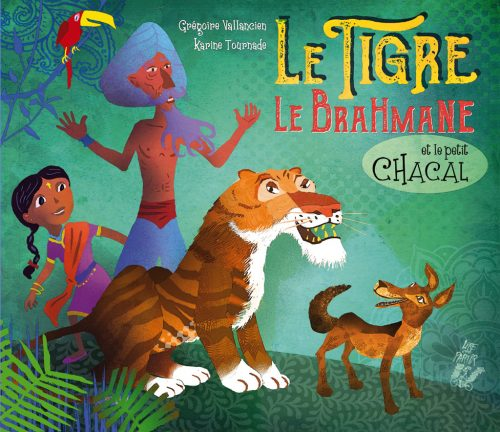 Grégoire Vallancien
Karine Tournade
LE TIGRE
LE BRAHMANE
et le petit
CHACAL